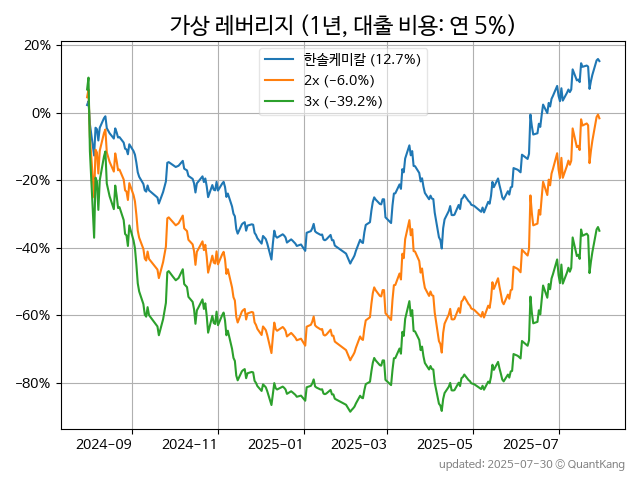 가상 레버리지 (1년, 대출 비용: 연 5%)
한솔케미칼 (12.7%)
2x (−6.0%)
3x (−39.2%)
20%
0%
−20%
−40%
−60%
−80%
2024-09
2024-11
2025-01
2025-03
2025-05
2025-07
updated: 2025-07-30 © QuantKang